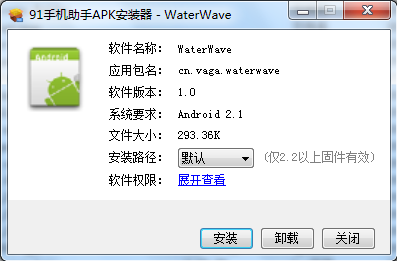 91手机助手APK安装器 - WaterWave
Android
软件名称： WaterWave
应用包名： cn.vaga.waterwave
软件版本： 1.0
系统要求： Android 2.1
文件大小： 293.36K
安装路径： 默认 (仅2.2以上固件有效)
软件权限： 展开查看
安装 卸载 关闭